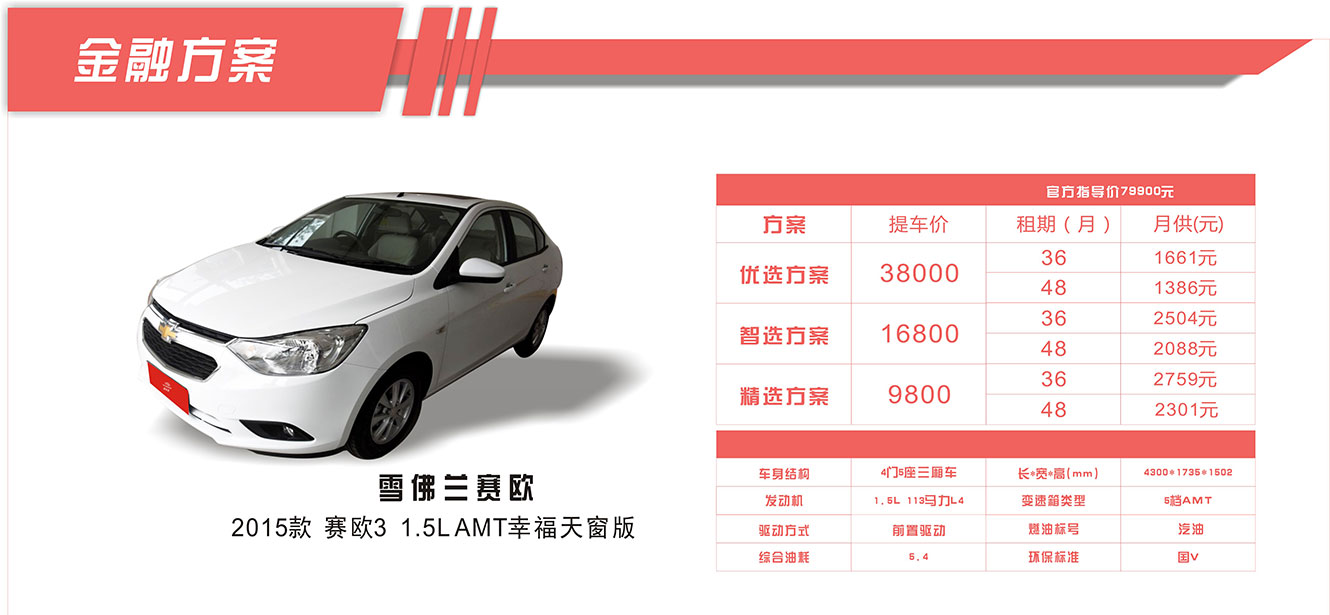 金融方案
官方指导价79900元
方案 提车价 租期（月） 月供(元)
优选方案 38000 36 1661元
48 1386元
智选方案 16800 36 2504元
48 2088元
精选方案 9800 36 2759元
48 2301元
车身结构 4门5座三厢车 长*宽*高(mm) 4300*1735*1502
发动机 1.5L 113马力L4 变速箱类型 5档AMT
驱动方式 前置驱动 燃油标号 汽油
综合油耗 5.4 环保标准 国V
雪佛兰赛欧
2015款 赛欧3 1.5L AMT幸福天窗版